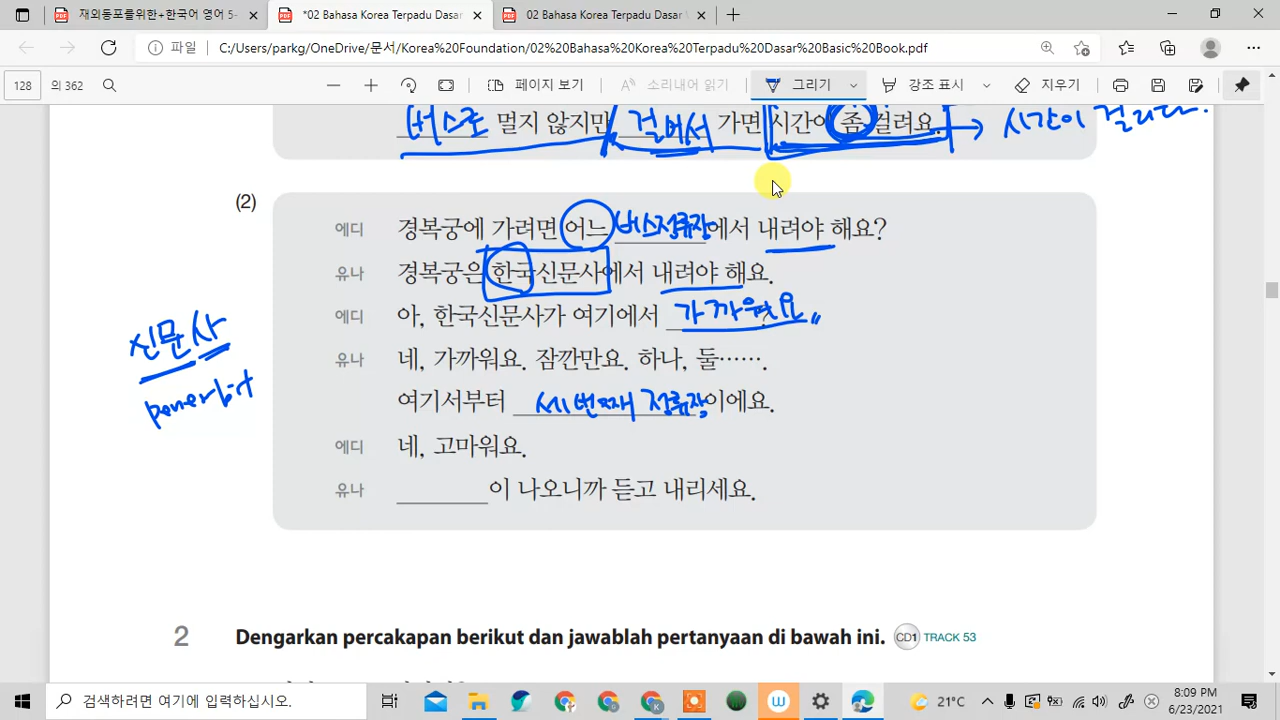 재외동포를위한+한국어 영어 5-
*02 Bahasa Korea Terpadu Dasar
02 Bahasa Korea Terpadu Dasar \
파일 C:/Users/parkg/OneDrive/문서/Korea%20Foundation/02%20Bahasa%20Korea%20Terpadu%20Dasar%20Basic%20Book.pdf
128 의 362 페이지 보기 소리내어 읽기 그리기 강조 표시 지우기
버스로 멀지 않지만 걸어서 가면 시간이 좀 걸려요. 시간이 걸리다.
(2)
에디 경복궁에 가려면 어느 버스정류장에서 내려야 해요?
유나 경복궁은 한국신문사에서 내려야 해요.
에디 아, 한국신문사가 여기에서 가까워요
신문사
penerbit
유나 네, 가까워요. 잠깐만요. 하나, 둘…….
여기서부터 세 번째 정류장이에요.
에디 네, 고마워요.
유나 ________이 나오니까 듣고 내리세요.
2 Dengarkan percakapan berikut dan jawablah pertanyaan di bawah ini. CD1 TRACK 53
검색하려면 여기에 입력하십시오.
21°C
8:09 PM
6/23/2021